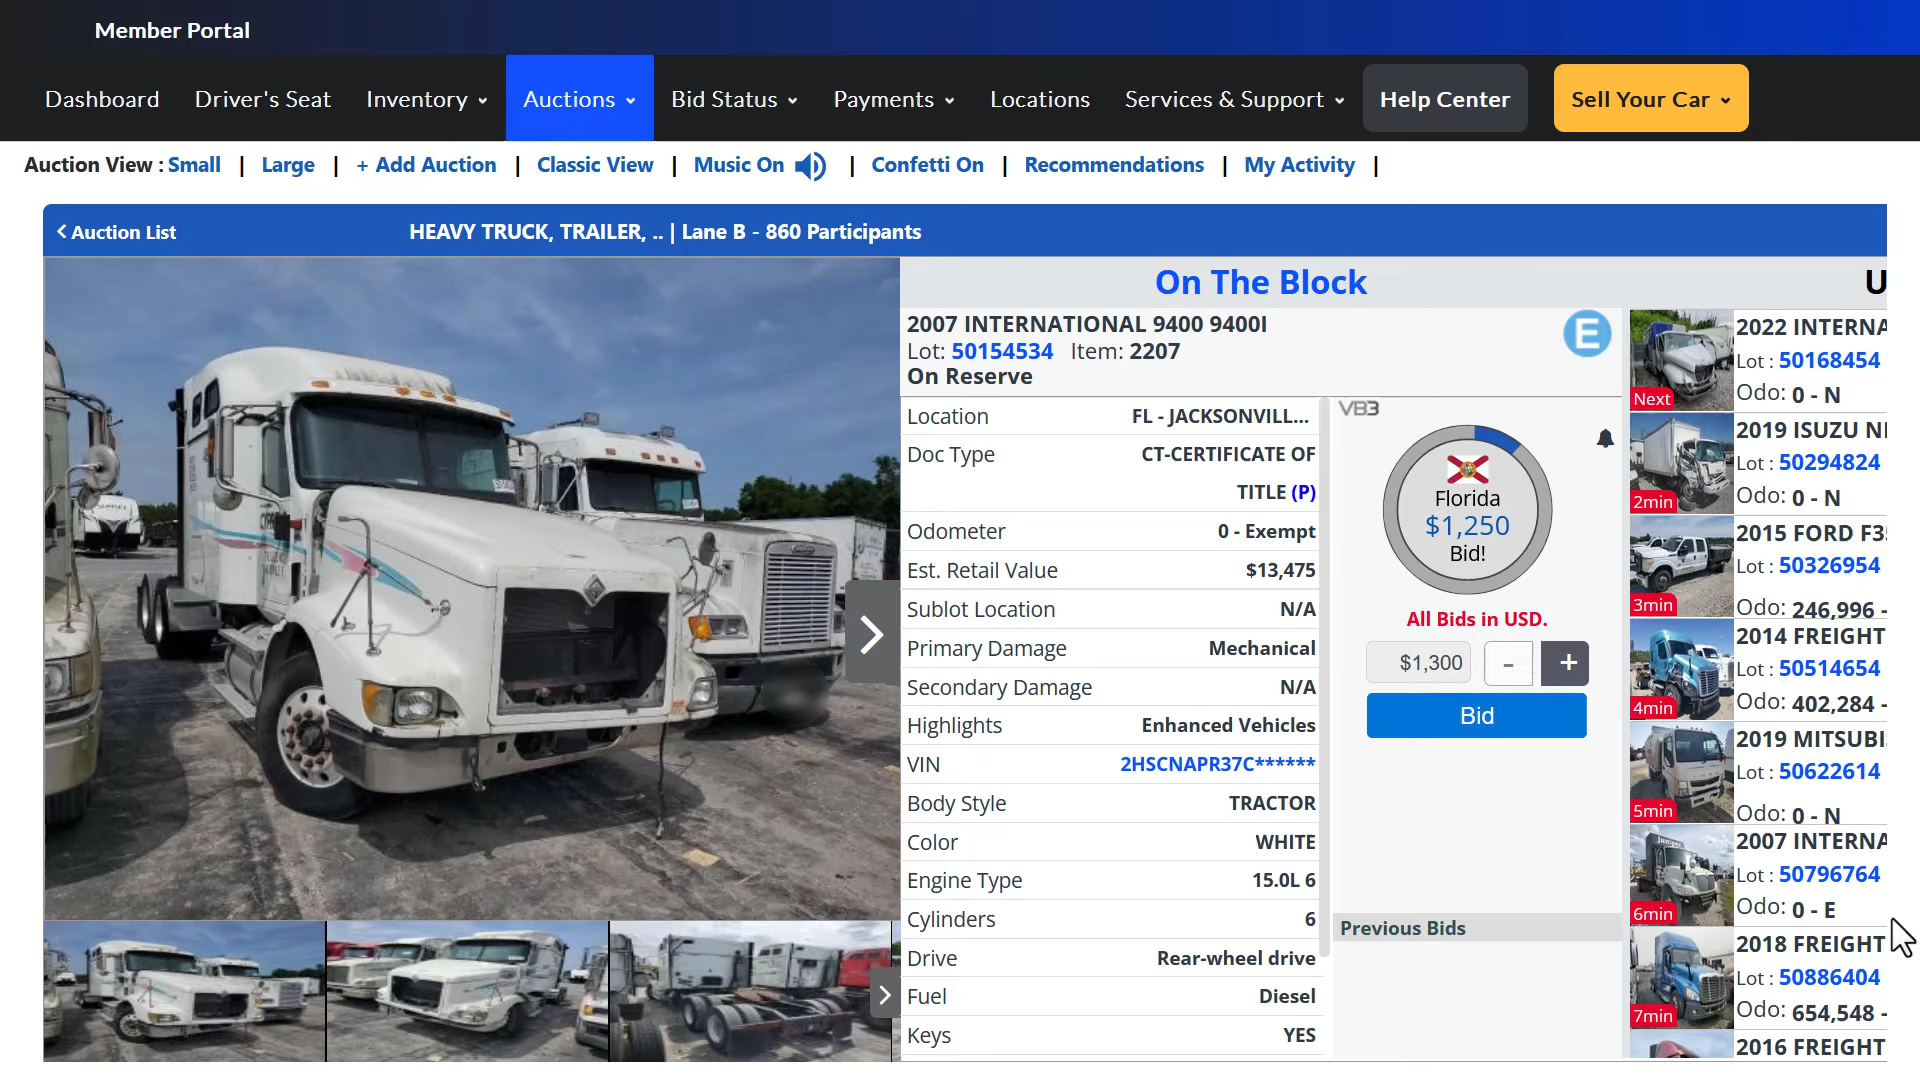 Member Portal
Dashboard Driver's Seat Inventory Auctions Bid Status Payments Locations Services & Support Help Center Sell Your Car
Auction View : Small | Large | + Add Auction | Classic View | Music On | Confetti On | Recommendations | My Activity |
Auction List HEAVY TRUCK, TRAILER, .. | Lane B - 860 Participants
On The Block
U
2007 INTERNATIONAL 9400 9400I
Lot: 50154534 Item: 2207
On Reserve
E
Location FL - JACKSONVILL...
Doc Type CT-CERTIFICATE OF
TITLE (P)
Odometer 0 - Exempt
Est. Retail Value $13,475
Sublot Location N/A
Primary Damage Mechanical
Secondary Damage N/A
Highlights Enhanced Vehicles
VIN 2HSCNAPR37C******
Body Style TRACTOR
Color WHITE
Engine Type 15.0L 6
Cylinders 6
Drive Rear-wheel drive
Fuel Diesel
Keys YES
VB3
Florida
$1,250
Bid!
All Bids in USD.
$1,300 - +
Bid
Previous Bids
2022 INTERNA
Lot : 50168454
Odo: 0 - N
Next
2019 ISUZU N
Lot : 50294824
Odo: 0 - N
2min
2015 FORD F3
Lot : 50326954
Odo: 246,996 -
3min
2014 FREIGHT
Lot : 50514654
Odo: 402,284 -
4min
2019 MITSUBI
Lot : 50622614
Odo: 0 - N
5min
2007 INTERNA
Lot : 50796764
Odo: 0 - E
6min
2018 FREIGHT
Lot : 50886404
Odo: 654,548 -
7min
2016 FREIGHT